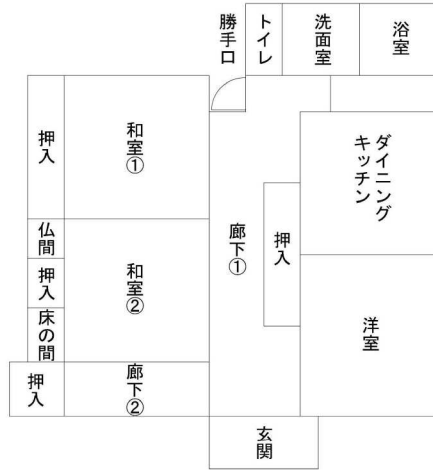 勝手口
トイレ
洗面室
浴室
押入
和室①
ダイニング
キッチン
仏間
押入
床の間
和室②
廊下①
押入
洋室
押入
廊下②
玄関